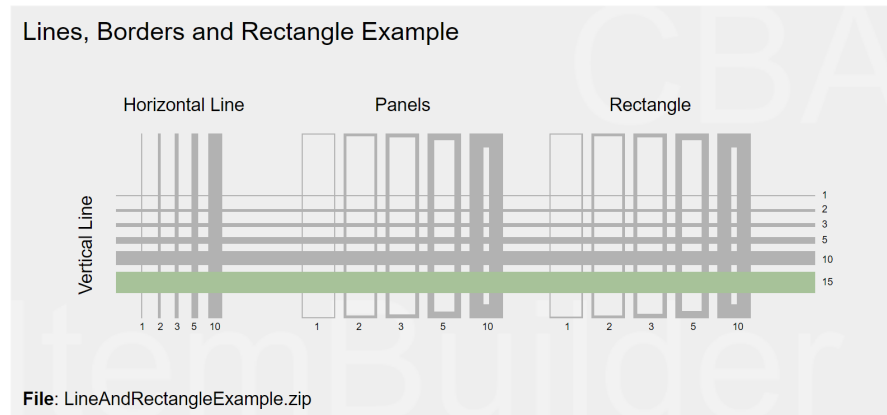 Lines, Borders and Rectangle Example
CBA
Horizontal Line
Panels
Rectangle
Vertical Line
1
2
3
5
10
15
1 2 3 5 10
1 2 3 5 10
1 2 3 5 10
ItemBuilder
File: LineAndRectangleExample.zip